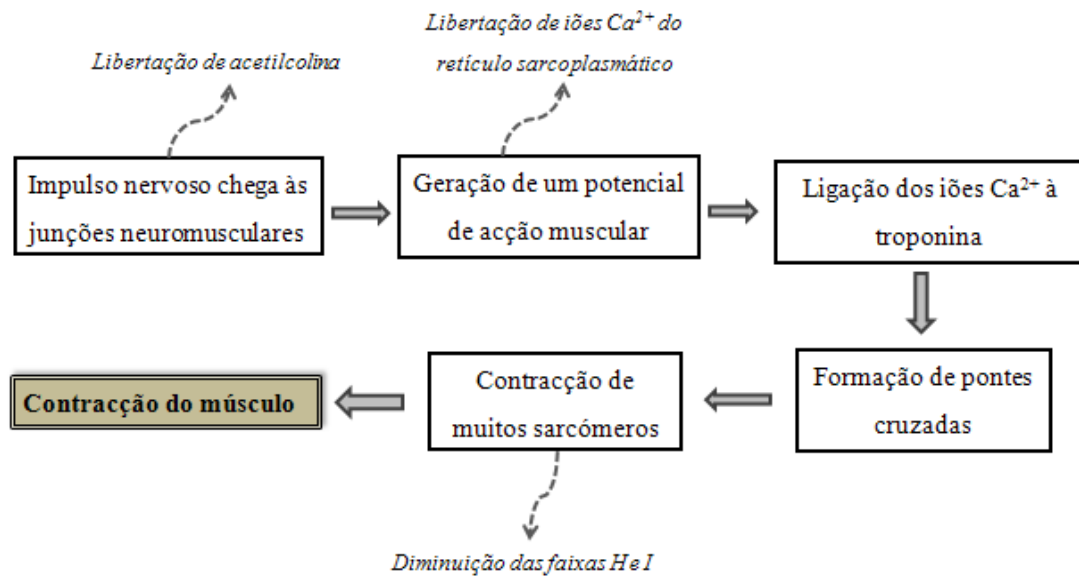 Libertação de acetilcolina
Libertação de iões Ca²⁺ do
retículo sarcoplasmático
Impulso nervoso chega às
junções neuromusculares
Geração de um potencial
de acção muscular
Ligação dos iões Ca²⁺ à
troponina
Formação de pontes
cruzadas
Contracção de
muitos sarcómeros
Contracção do músculo
Diminuição das faixas H e I